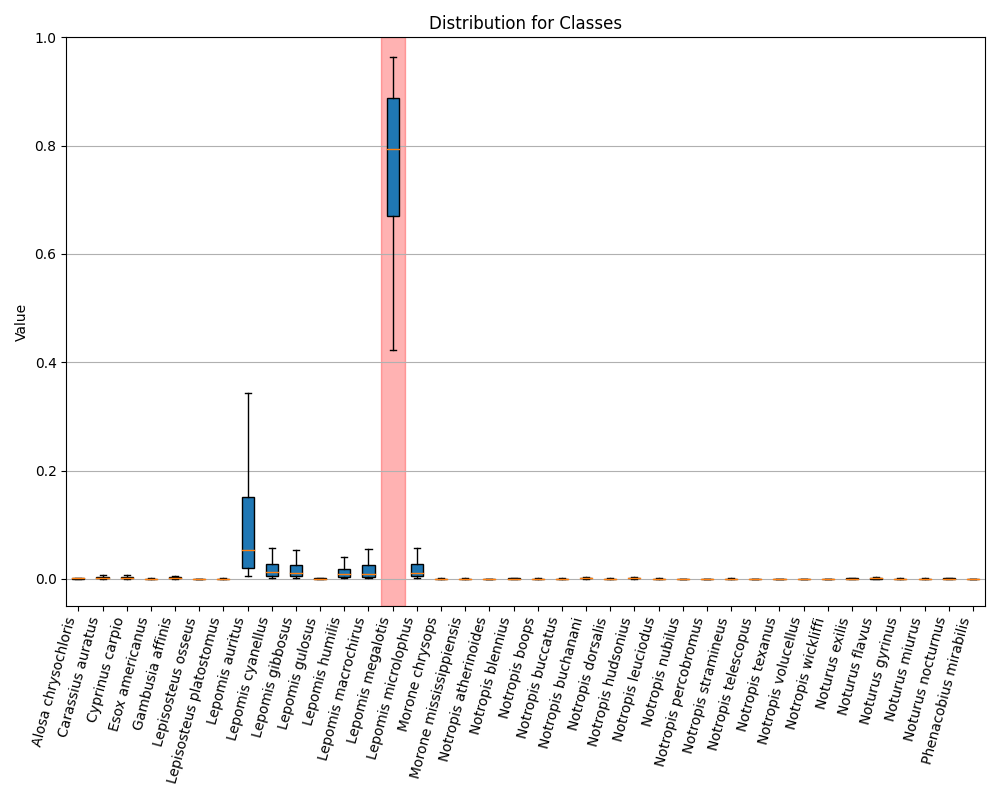 Distribution for Classes
1.0
0.8
0.6
0.4
0.2
0.0
Value
Alosa chrysochloris
Carassius auratus
Cyprinus carpio
Esox americanus
Gambusia affinis
Lepisosteus osseus
Lepisosteus platostomus
Lepomis auritus
Lepomis cyanellus
Lepomis gibbosus
Lepomis gulosus
Lepomis humilis
Lepomis macrochirus
Lepomis megalotis
Lepomis microlophus
Morone chrysops
Morone mississippiensis
Notropis atherinoides
Notropis blennius
Notropis boops
Notropis buccatus
Notropis buchanani
Notropis dorsalis
Notropis hudsonius
Notropis leuciodus
Notropis nubilus
Notropis percobromus
Notropis stramineus
Notropis telescopus
Notropis texanus
Notropis volucellus
Notropis wickliffi
Noturus exilis
Noturus flavus
Noturus gyrinus
Noturus miurus
Noturus nocturnus
Phenacobius mirabilis